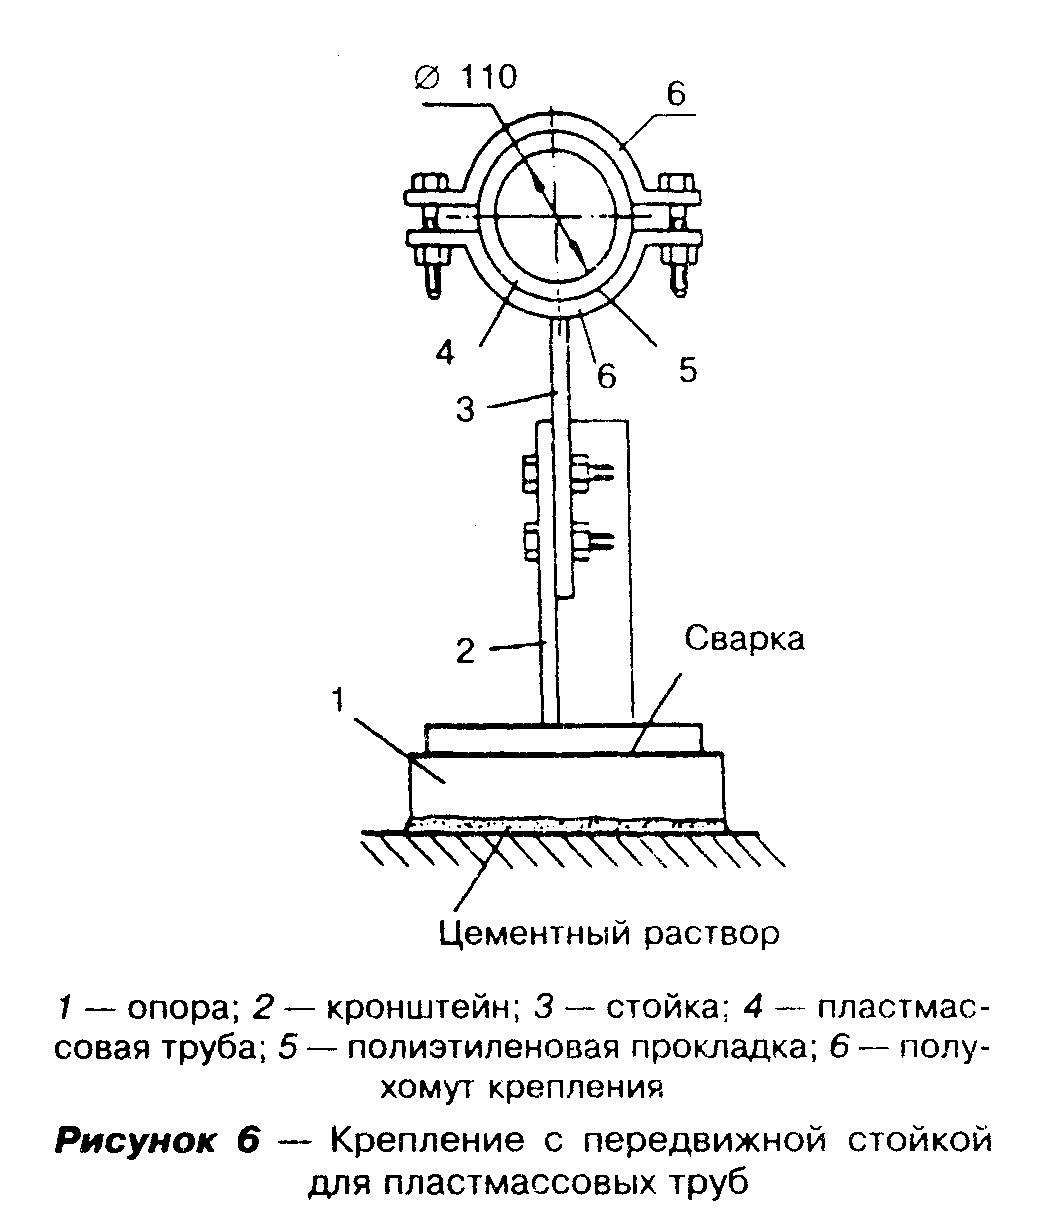 ∅ 110
6
4
6
5
3
2
Сварка
1
Цементный раствор
1 — опора; 2 — кронштейн; 3 — стойка; 4 — пластмас-
совая труба; 5 — полиэтиленовая прокладка; 6 — полу-
хомут крепления
Рисунок 6 — Крепление с передвижной стойкой
для пластмассовых труб